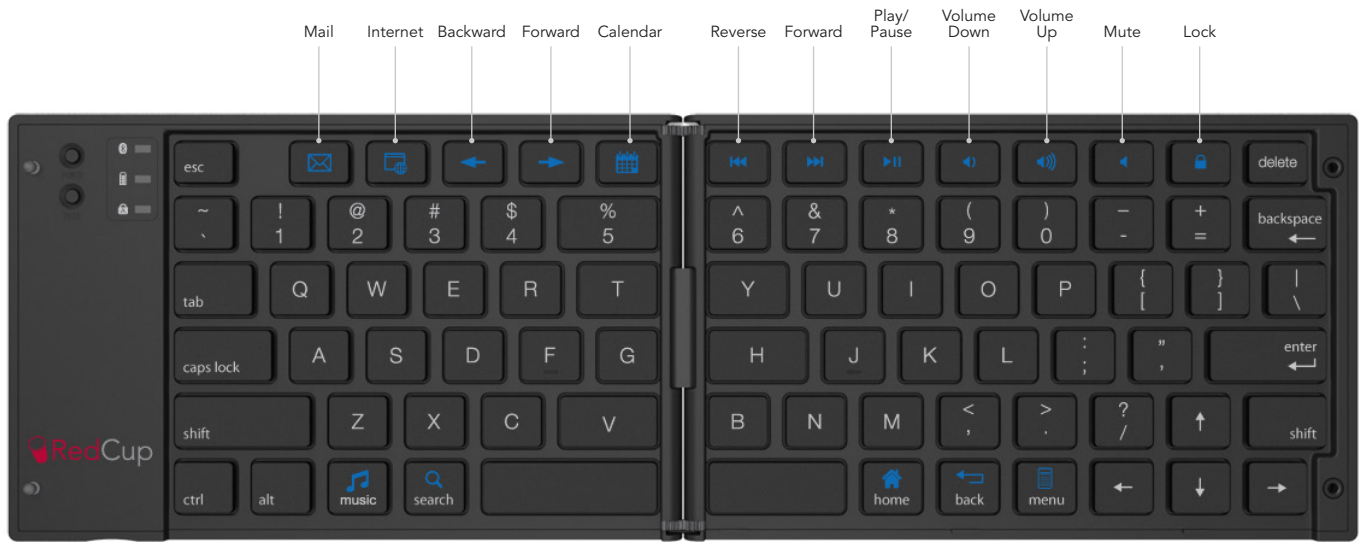 Mail Internet Backward Forward Calendar Reverse Forward Play/ Pause Volume Down Volume Up Mute Lock
esc delete
~ ` ! 1 @ 2 # 3 $ 4 % 5 ^ 6 & 7 * 8 ( 9 ) 0 – - + = backspace
tab Q W E R T Y U I O P { [ } ] | \
caps lock A S D F G H J K L : ; " ' enter
shift Z X C V B N M < , > . ? / shift
RedCup
ctrl alt music search home back menu